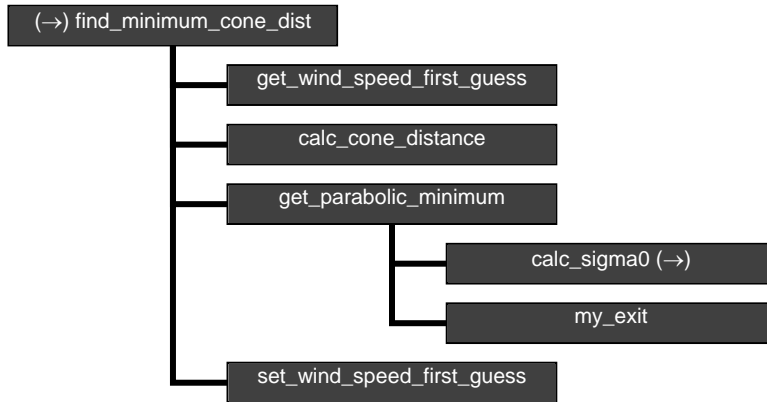 (→) find_minimum_cone_dist
get_wind_speed_first_guess
calc_cone_distance
get_parabolic_minimum
calc_sigma0 (→)
my_exit
set_wind_speed_first_guess